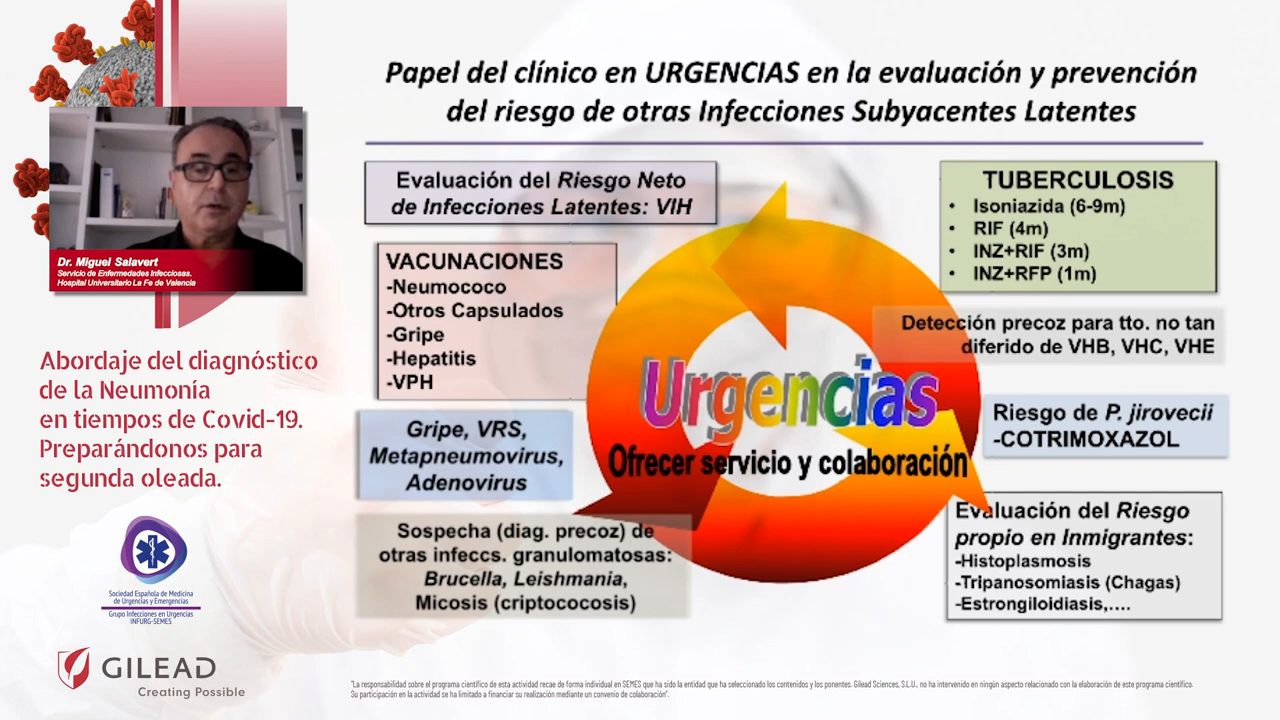 Papel del clínico en URGENCIAS en la evaluación y prevención
del riesgo de otras Infecciones Subyacentes Latentes
Dr. Miguel Salavert
Servicio de Enfermedades Infecciosas.
Hospital Universitario La Fe de Valencia
Abordaje del diagnóstico
de la Neumonía
en tiempos de Covid-19.
Preparándonos para
segunda oleada.
Sociedad Española de Medicina
de Urgencias y Emergencias
Grupo Infecciones en Urgencias
INFURG-SEMES
GILEAD
Creating Possible
Evaluación del Riesgo Neto
de Infecciones Latentes: VIH
VACUNACIONES
-Neumococo
-Otros Capsulados
-Gripe
-Hepatitis
-VPH
Gripe, VRS,
Metapneumovirus,
Adenovirus
Sospecha (diag. precoz) de
otras infeccs. granulomatosas:
Brucella, Leishmania,
Micosis (criptococosis)
Urgencias
Ofrecer servicio y colaboración
TUBERCULOSIS
• Isoniazida (6-9m)
• RIF (4m)
• INZ+RIF (3m)
• INZ+RFP (1m)
Detección precoz para tto. no tan
diferido de VHB, VHC, VHE
Riesgo de P. jirovecii
-COTRIMOXAZOL
Evaluación del Riesgo
propio en Inmigrantes:
-Histoplasmosis
-Tripanosomiasis (Chagas)
-Estrongiloidiasis,....
"La responsabilidad sobre el programa científico de esta actividad recae de forma individual en SEMES que ha sido la entidad que ha seleccionado los contenidos y los ponentes. Gilead Sciences, S.L.U., no ha intervenido en ningún aspecto relacionado con la elaboración de este programa científico.
Su participación en la actividad se ha limitado a financiar su realización mediante un convenio de colaboración".